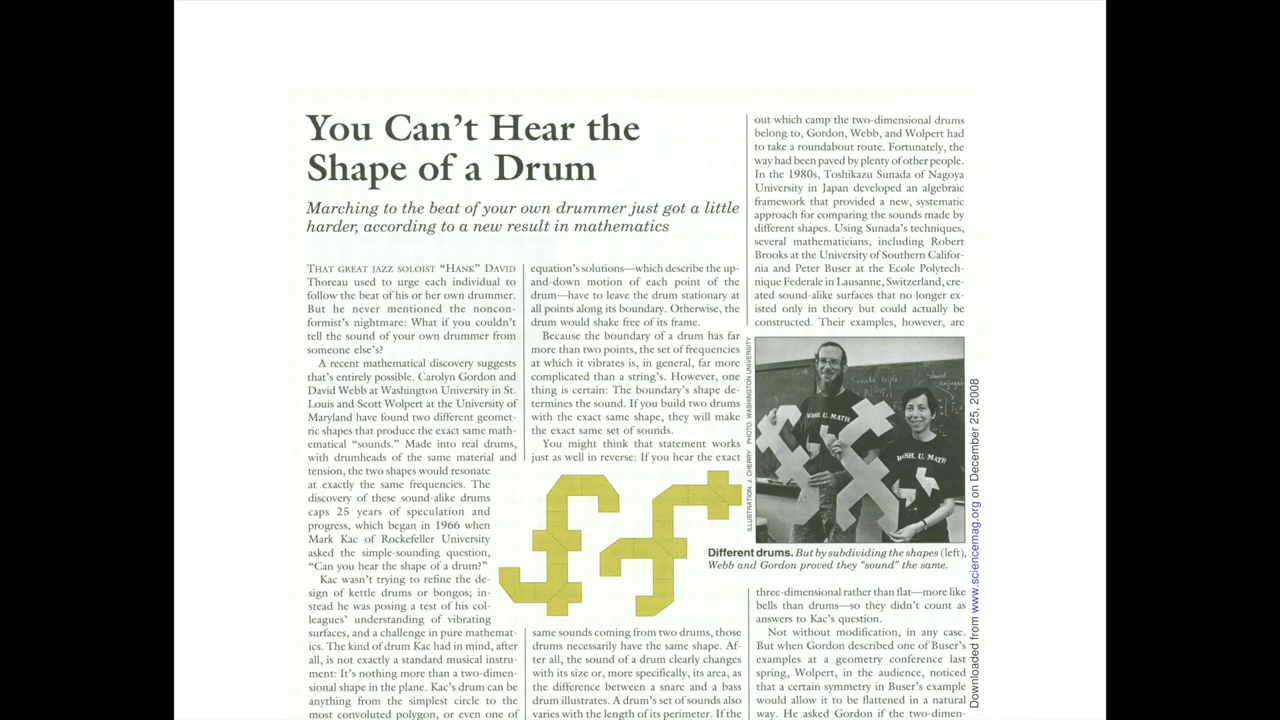 You Can't Hear the
Shape of a Drum
Marching to the beat of your own drummer just got a little
harder, according to a new result in mathematics
THAT GREAT JAZZ SOLOIST "HANK" DAVID
Thoreau used to urge each individual to
follow the beat of his or her own drummer.
But he never mentioned the noncon-
formist's nightmare: What if you couldn't
tell the sound of your own drummer from
someone else's?
A recent mathematical discovery suggests
that's entirely possible. Carolyn Gordon and
David Webb at Washington University in St.
Louis and Scott Wolpert at the University of
Maryland have found two different geomet-
ric shapes that produce the exact same math-
ematical "sounds." Made into real drums,
with drumheads of the same material and
tension, the two shapes would resonate
at exactly the same frequencies. The
discovery of these sound-alike drums
caps 25 years of speculation and
progress, which began in 1966 when
Mark Kac of Rockefeller University
asked the simple-sounding question,
"Can you hear the shape of a drum?"
Kac wasn't trying to refine the de-
sign of kettle drums or bongos; in-
stead he was posing a test of his col-
leagues' understanding of vibrating
surfaces, and a challenge in pure mathemat-
ics. The kind of drum Kac had in mind, after
all, is not exactly a standard musical instru-
ment: It's nothing more than a two-dimen-
sional shape in the plane. Kac's drum can be
anything from the simplest circle to the
most convoluted polygon, or even one of
equation's solutions—which describe the up-
and-down motion of each point of the
drum—have to leave the drum stationary at
all points along its boundary. Otherwise, the
drum would shake free of its frame.
Because the boundary of a drum has far
more than two points, the set of frequencies
at which it vibrates is, in general, far more
complicated than a string's. However, one
thing is certain: The boundary's shape de-
termines the sound. If you build two drums
with the exact same shape, they will make
the exact same set of sounds.
You might think that statement works
just as well in reverse: If you hear the exact
same sounds coming from two drums, those
drums necessarily have the same shape. Af-
ter all, the sound of a drum clearly changes
with its size or, more specifically, its area, as
the difference between a snare and a bass
drum illustrates. A drum's set of sounds also
varies with the length of its perimeter. If the
out which camp the two-dimensional drums
belong to, Gordon, Webb, and Wolpert had
to take a roundabout route. Fortunately, the
way had been paved by plenty of other people.
In the 1980s, Toshikazu Sunada of Nagoya
University in Japan developed an algebraic
framework that provided a new, systematic
approach for comparing the sounds made by
different shapes. Using Sunada's techniques,
several mathematicians, including Robert
Brooks at the University of Southern Califor-
nia and Peter Buser at the Ecole Polytech-
nique Federale in Lausanne, Switzerland, cre-
ated sound-alike surfaces that no longer ex-
isted only in theory but could actually be
constructed. Their examples, however, are
ILLUSTRATION: J. CHERRY PHOTO: WASHINGTON UNIVERSITY
WASH. U. MATH
WASH. U. MATH
Different drums. But by subdividing the shapes (left),
Webb and Gordon proved they "sound" the same.
three-dimensional rather than flat—more like
bells than drums—so they didn't count as
answers to Kac's question.
Not without modification, in any case.
But when Gordon described one of Buser's
examples at a geometry conference last
spring, Wolpert, in the audience, noticed
that a certain symmetry in Buser's example
would allow it to be flattened in a natural
way. He asked Gordon if the two-dimen-
Downloaded from www.sciencemag.org on December 25, 2008